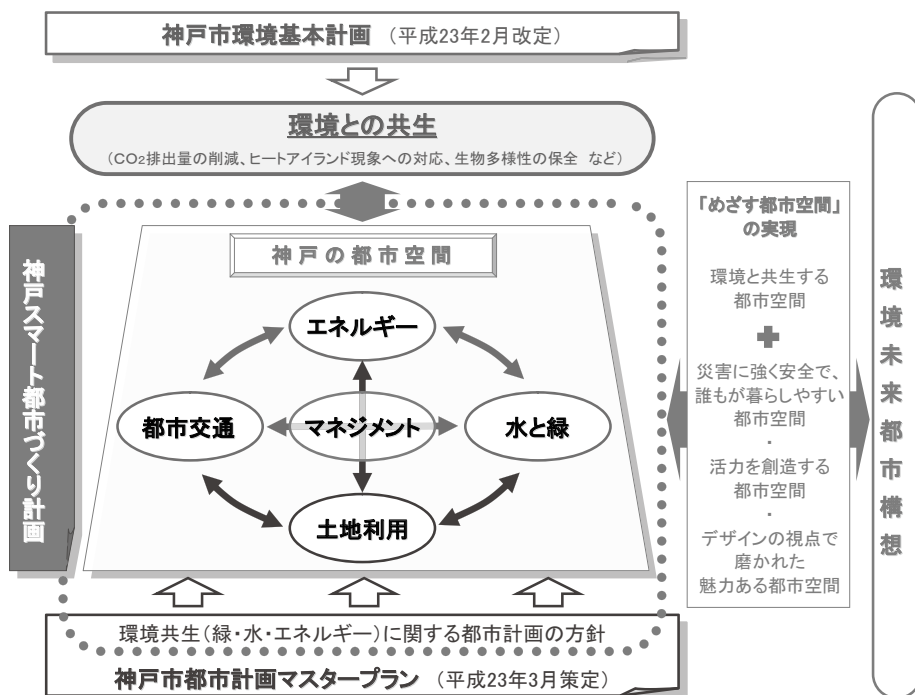 神戸市環境基本計画 （平成23年2月改定）
環境との共生
（CO2排出量の削減、ヒートアイランド現象への対応、生物多様性の保全 など）
神戸スマート都市づくり計画
神戸の都市空間
エネルギー
都市交通
マネジメント
水と緑
土地利用
「めざす都市空間」
の実現
環境と共生する
都市空間
災害に強く安全で、
誰もが暮らしやすい
都市空間
・
活力を創造する
都市空間
・
デザインの視点で
磨かれた
魅力ある都市空間
環境未来都市構想
環境共生（緑・水・エネルギー）に関する都市計画の方針
神戸市都市計画マスタープラン （平成23年3月策定）